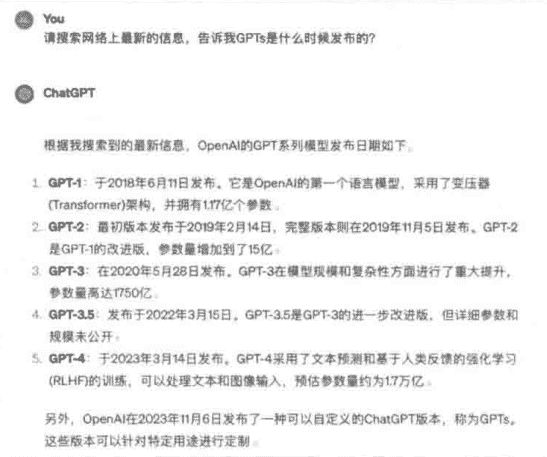 You
请搜索网络上最新的信息，告诉我GPTs是什么时候发布的？
ChatGPT
根据我搜索到的最新信息，OpenAI的GPT系列模型发布日期如下。
1. GPT-1：于2018年6月11日发布。它是OpenAI的第一个语言模型，采用了变压器
(Transformer)架构，并拥有1.17亿个参数。
2. GPT-2：最初版本发布于2019年2月14日，完整版本则在2019年11月5日发布。GPT-2
是GPT-1的改进版，参数量增加到了15亿。
3. GPT-3：在2020年5月28日发布。GPT-3在模型规模和复杂性方面进行了重大提升，
参数量高达1750亿。
4. GPT-3.5：发布于2022年3月15日。GPT-3.5是GPT-3的进一步改进版，但详细参数和
规模未公开。
5. GPT-4：于2023年3月14日发布。GPT-4采用了文本预测和基于人类反馈的强化学习
(RLHF)的训练，可以处理文本和图像输入，预估参数量约为1.7万亿。
另外，OpenAI在2023年11月6日发布了一种可以自定义的ChatGPT版本，称为GPTs。
这些版本可以针对特定用途进行定制。